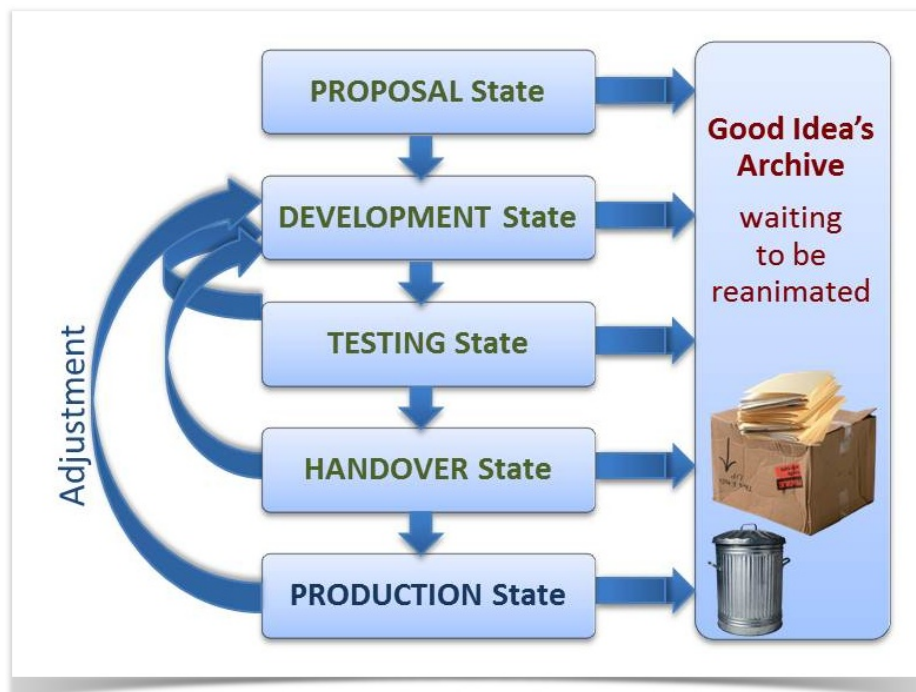 PROPOSAL State
DEVELOPMENT State
TESTING State
HANDOVER State
PRODUCTION State
Adjustment
Good Idea's
Archive
waiting
to be
reanimated